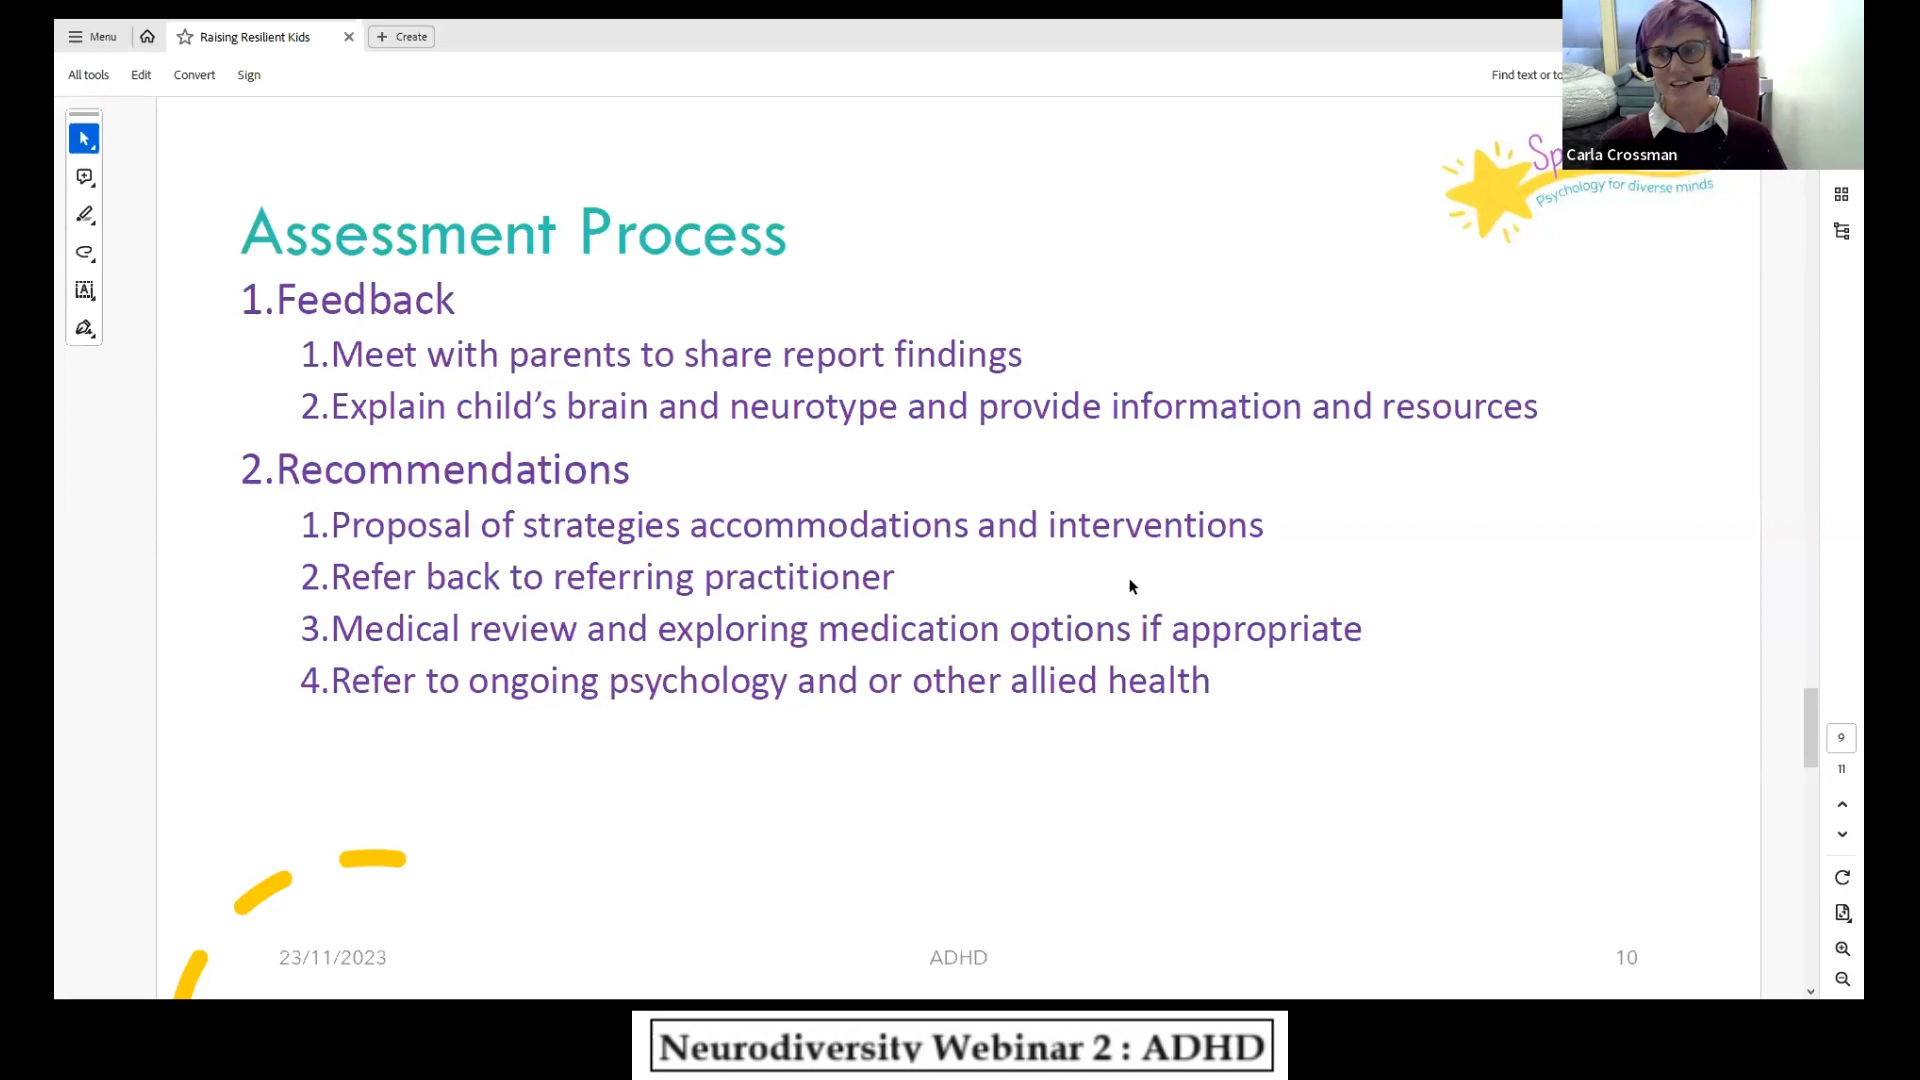 Menu
Raising Resilient Kids
Create
All tools
Edit
Convert
Sign
Find text or to
Carla Crossman
Sp
Psychology for diverse minds
Assessment Process
1.Feedback
1.Meet with parents to share report findings
2.Explain child’s brain and neurotype and provide information and resources
2.Recommendations
1.Proposal of strategies accommodations and interventions
2.Refer back to referring practitioner
3.Medical review and exploring medication options if appropriate
4.Refer to ongoing psychology and or other allied health
9
11
23/11/2023
ADHD
10
Neurodiversity Webinar 2 : ADHD